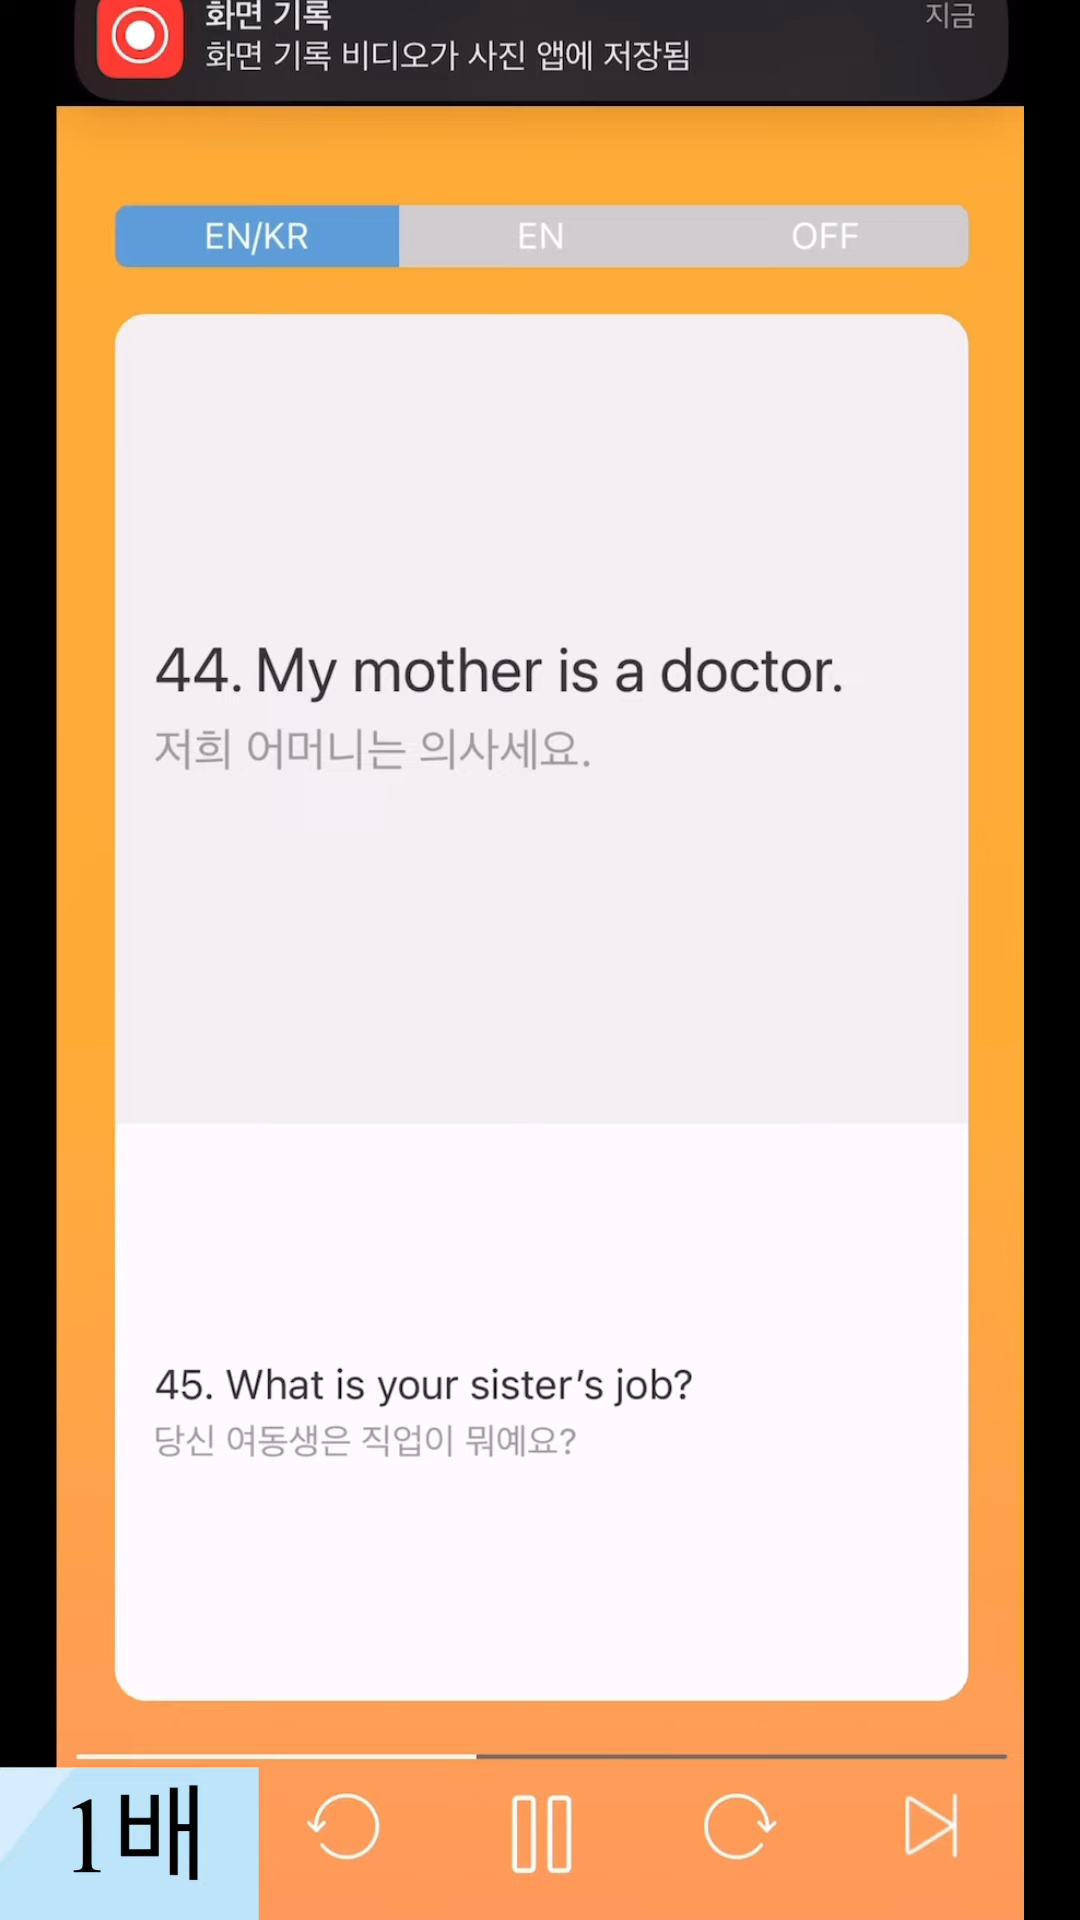 화면 기록
지금
화면 기록 비디오가 사진 앱에 저장됨
EN/KR
EN
OFF
44. My mother is a doctor.
저희 어머니는 의사세요.
45. What is your sister’s job?
당신 여동생은 직업이 뭐예요?
1배